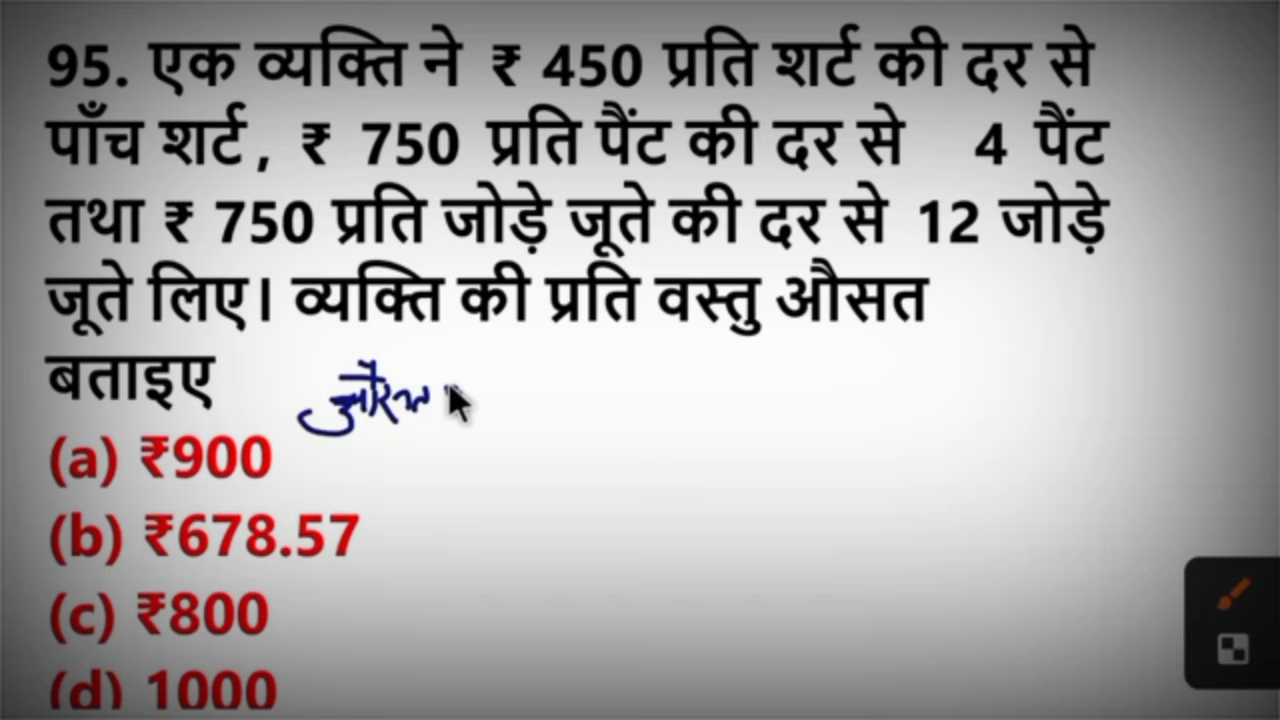 95. एक व्यक्ति ने ₹ 450 प्रति शर्ट की दर से
पाँच शर्ट, ₹ 750 प्रति पैंट की दर से 4 पैंट
तथा ₹ 750 प्रति जोड़े जूते की दर से 12 जोड़े
जूते लिए। व्यक्ति की प्रति वस्तु औसत
बताइए
औसत
(a) ₹900
(b) ₹678.57
(c) ₹800
(d) 1000